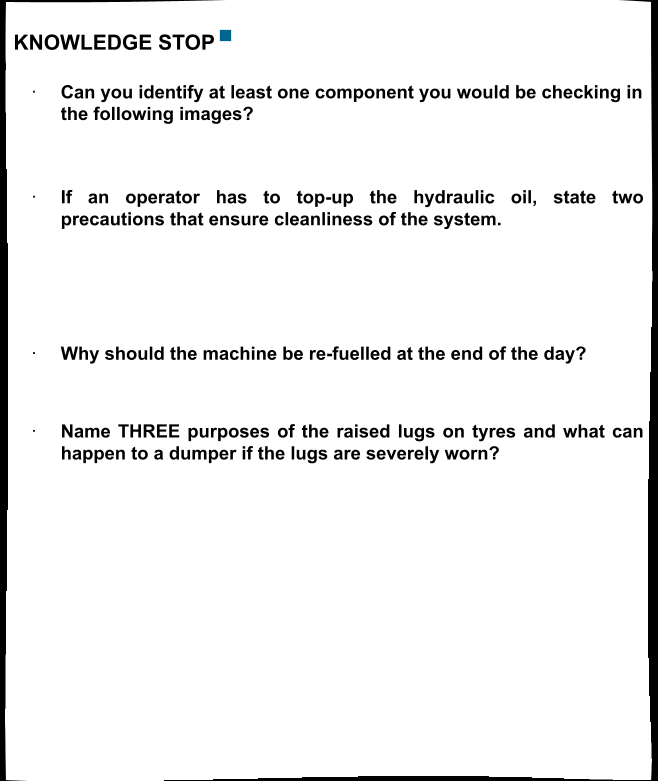 KNOWLEDGE STOP
· Can you identify at least one component you would be checking in
the following images?
· If an operator has to top-up the hydraulic oil, state two
precautions that ensure cleanliness of the system.
· Why should the machine be re-fuelled at the end of the day?
· Name THREE purposes of the raised lugs on tyres and what can
happen to a dumper if the lugs are severely worn?